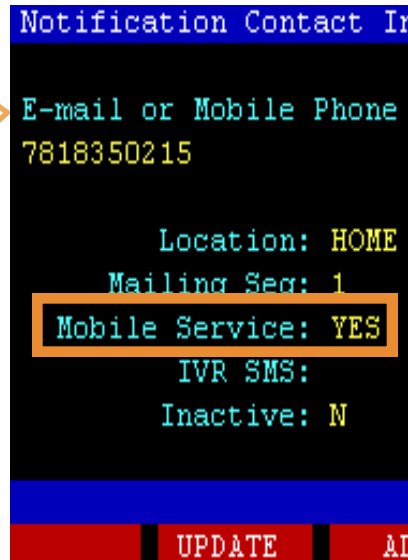 Notification Contact In
E-mail or Mobile Phone
7818350215
Location: HOME
Mailing Seq: 1
Mobile Service: YES
IVR SMS:
Inactive: N
UPDATE AD